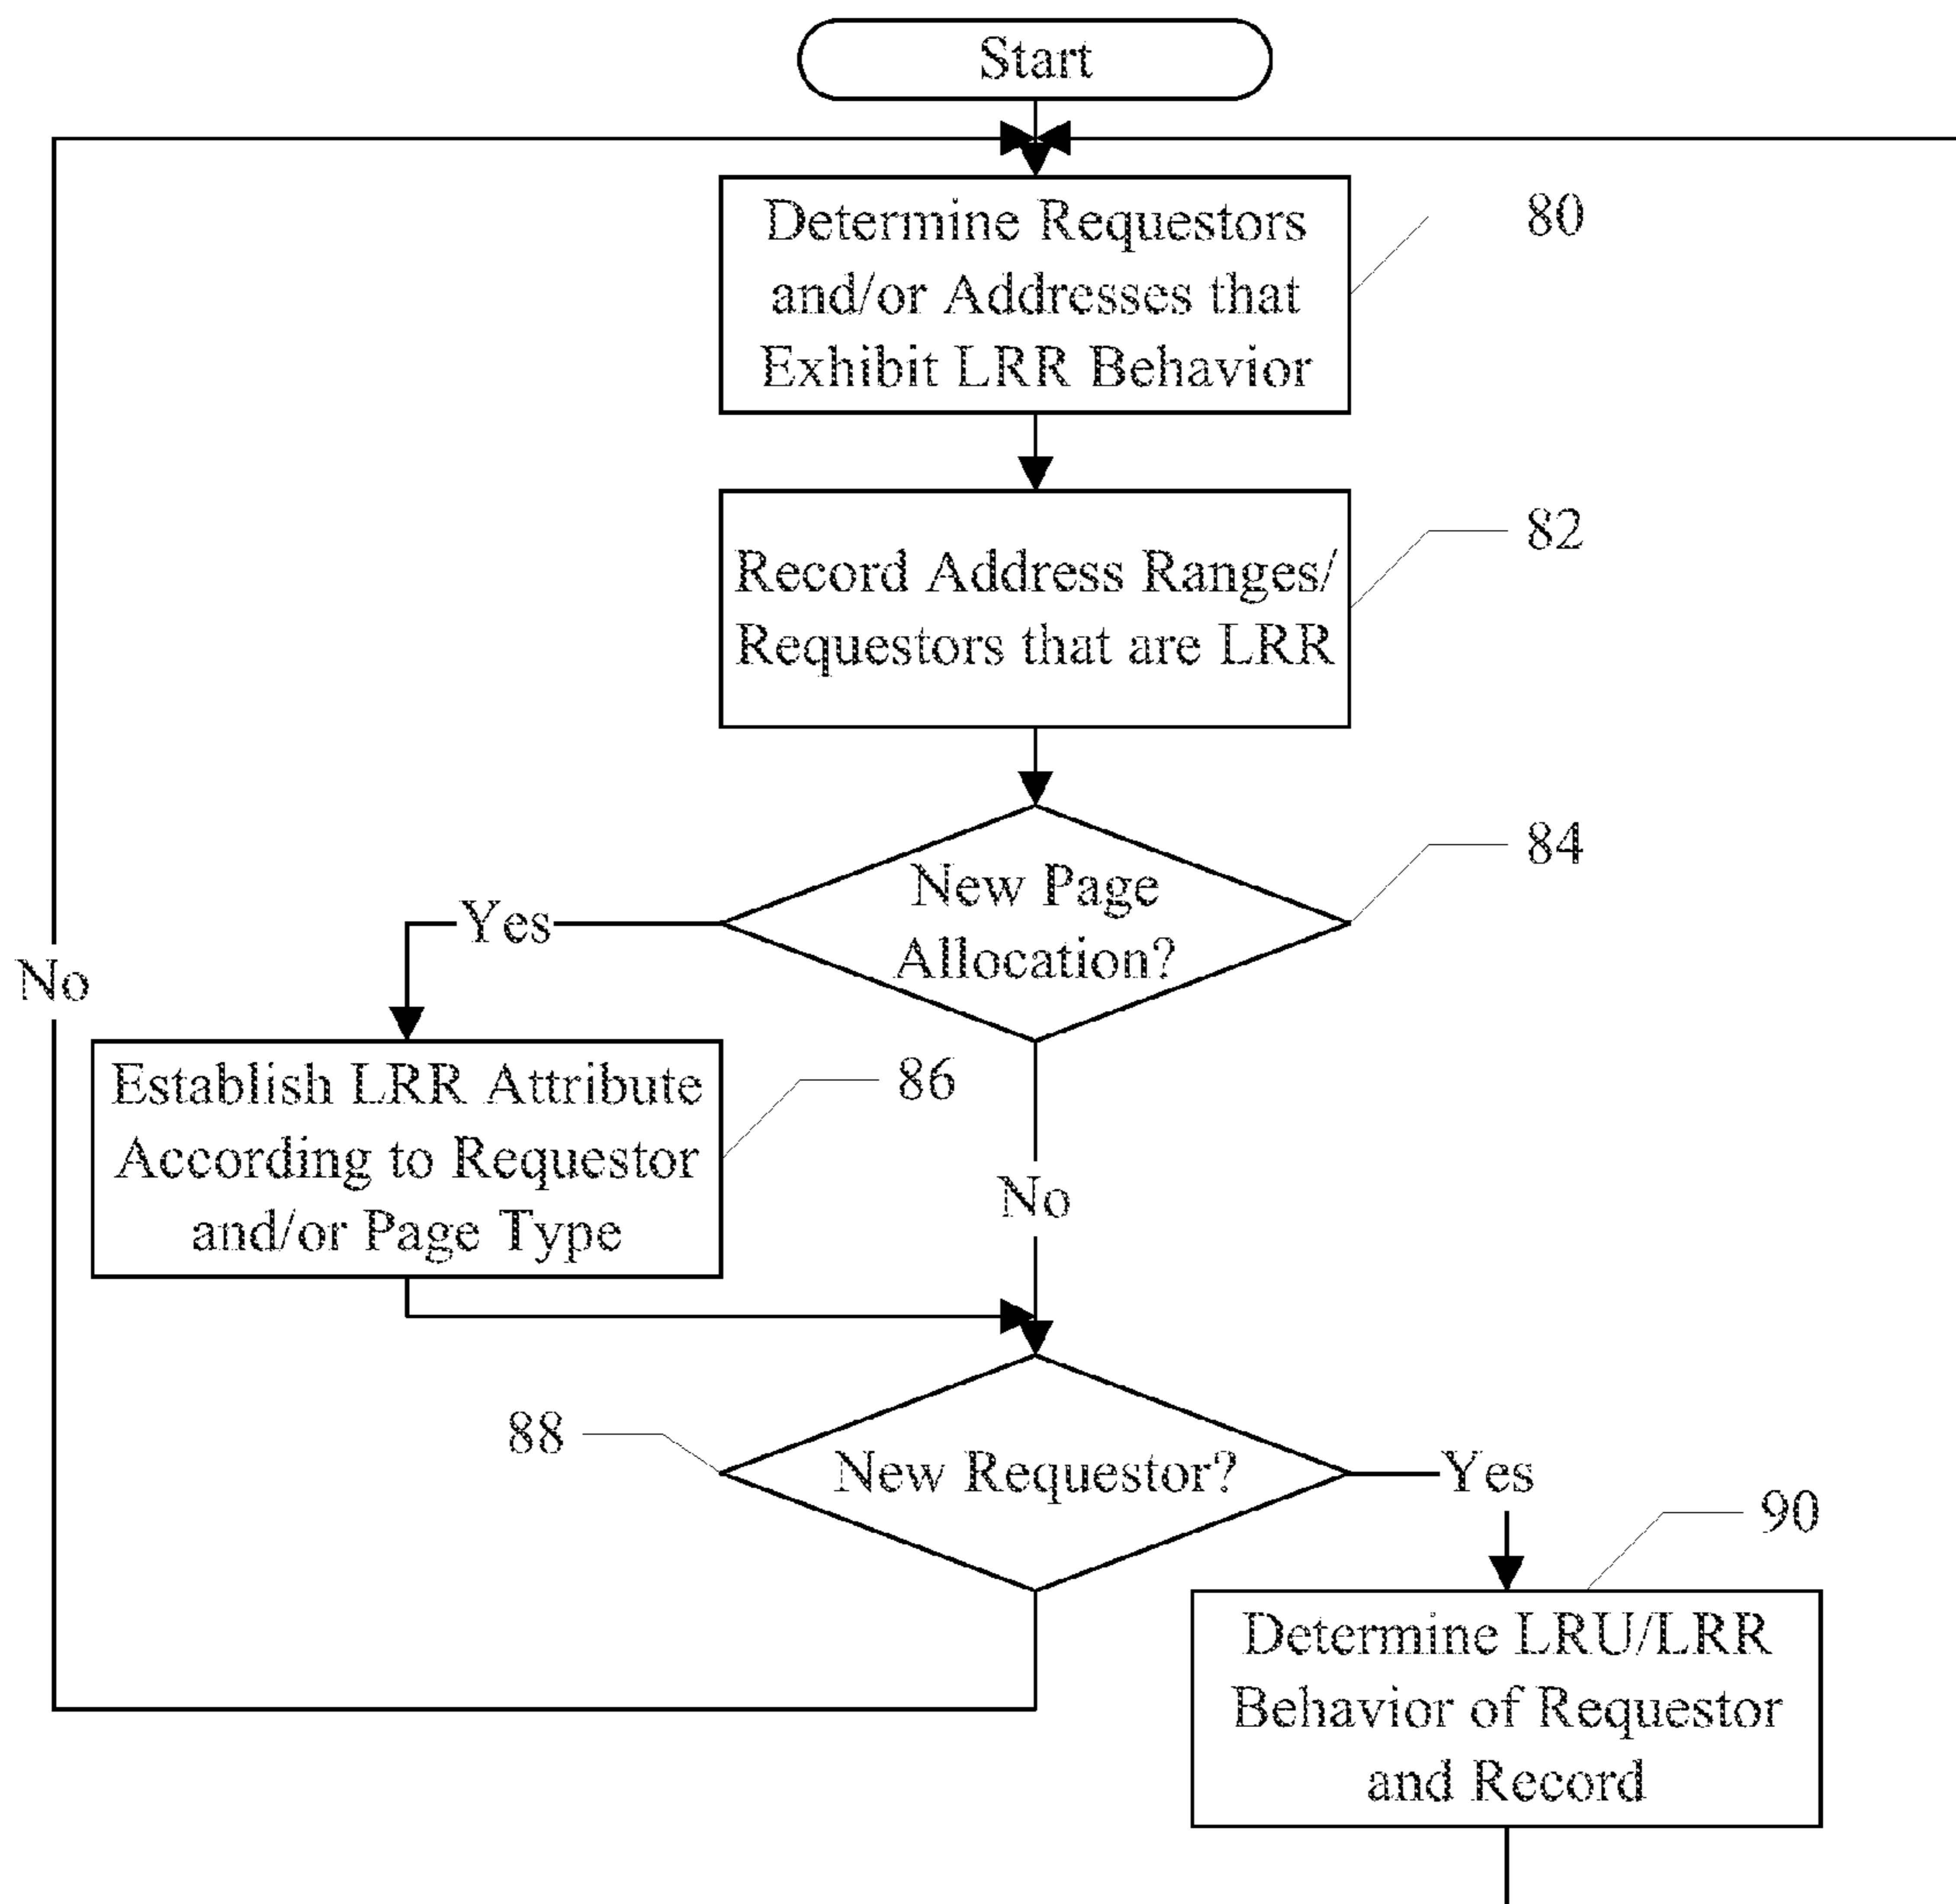 Start
Determine Requestors
and/or Addresses that
Exhibit LRR Behavior
80
Record Address Ranges/
Requestors that are LRR
82
New Page
Allocation?
84
Yes
No
Establish LRR Attribute
According to Requestor
and/or Page Type
86
No
88
New Requestor?
Yes
90
Determine LRU/LRR
Behavior of Requestor
and Record